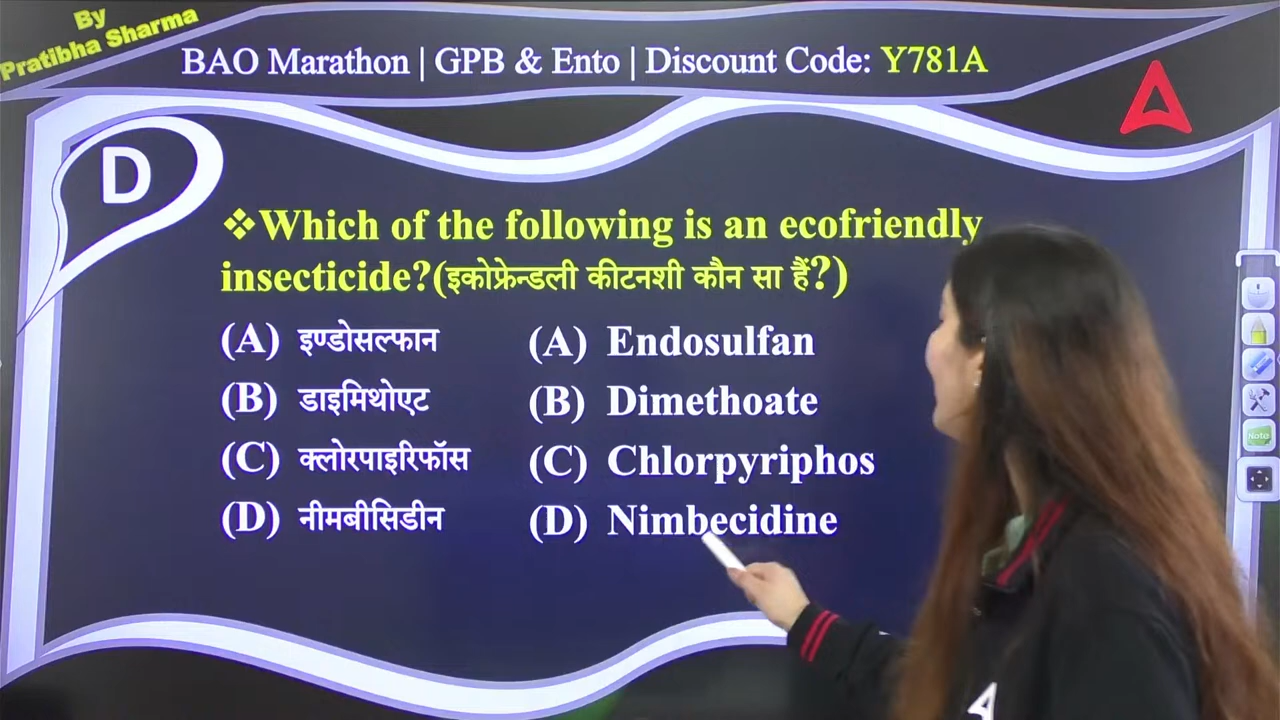 By
Pratibha Sharma
BAO Marathon | GPB & Ento | Discount Code: Y781A
D
❖Which of the following is an ecofriendly
insecticide?(इकोफ्रेन्डली कीटनशी कौन सा हैं?)
(A) इण्डोसल्फान (A) Endosulfan
(B) डाइमिथोएट (B) Dimethoate
(C) क्लोरपाइरिफॉस (C) Chlorpyriphos
(D) नीमबीसिडीन (D) Nimbecidine
Note